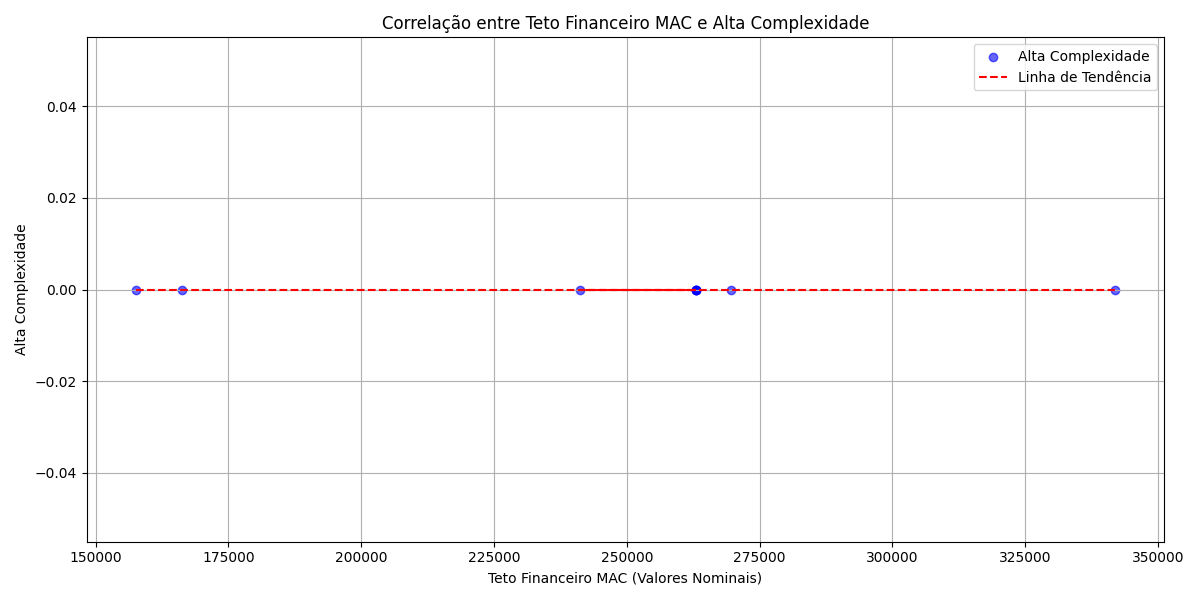 Correlação entre Teto Financeiro MAC e Alta Complexidade
Alta Complexidade
Linha de Tendência
0.04
0.02
0.00
−0.02
−0.04
Alta Complexidade
150000 175000 200000 225000 250000 275000 300000 325000 350000
Teto Financeiro MAC (Valores Nominais)